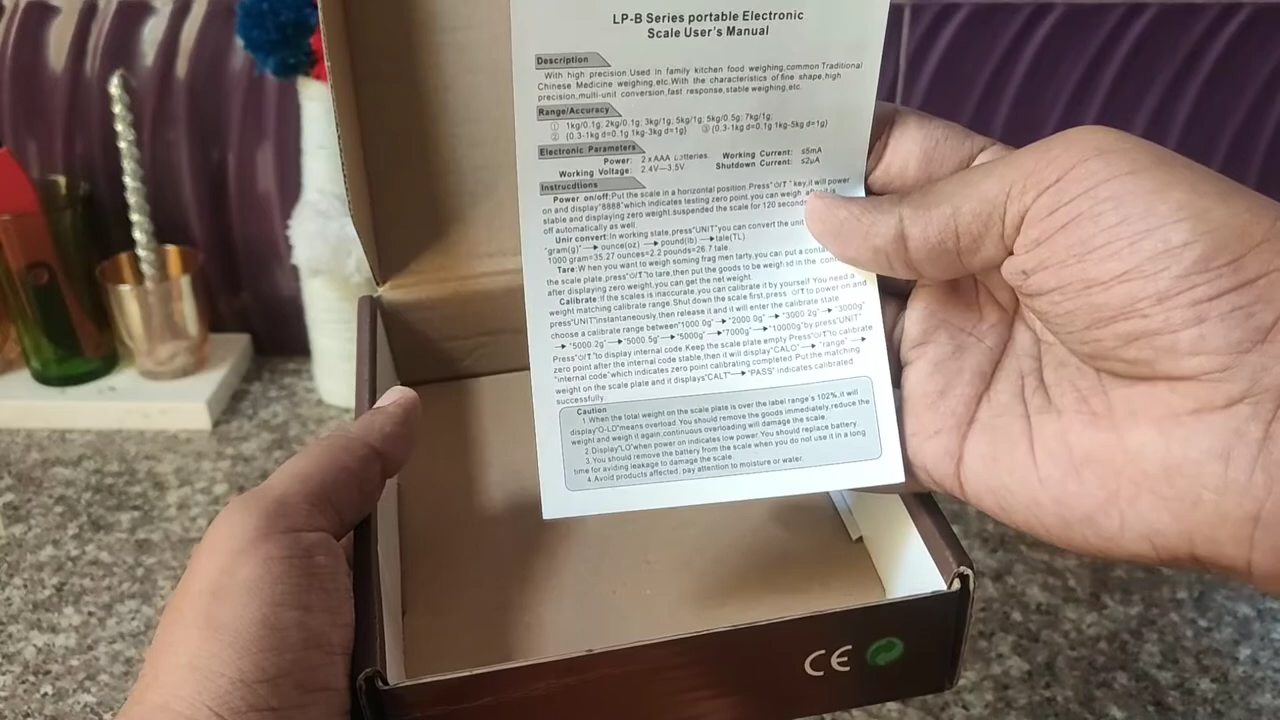 LP-B Series portable Electronic
Scale User's Manual
Description
With high precision.Used in family kitchen food weighing,common Traditional
Chinese Medicine weighing,etc.With the characteristics of fine shape,high
precision,multi-unit conversion,fast response,stable weighing,etc.
Range/Accuracy
① 1kg/0.1g; 2kg/0.1g; 3kg/1g; 5kg/1g; 5kg/0.5g; 7kg/1g;
② {0.3-1kg d=0.1g 1kg-3kg d=1g} ③ {0.3-1kg d=0.1g 1kg-5kg d=1g}
Electronic Parameters
Power: 2 x AAA batteries. Working Current: ≤5mA
Working Voltage: 2.4V—3.5V Shutdown Current: ≤2μA
Instrucdtions
Power on/off:Put the scale in a horizontal position.Press"O/T" key,it will power
on and display"8888"which indicates testing zero point,you can weigh after it is
stable and displaying zero weight.suspended the scale for 120 seconds
off automatically as well.
Unir convert:In working state,press"UNIT"you can convert the unit
"gram(g)"→ ounce(oz) →pound(lb) →tale(TL)
1000 gram=35.27 ounces=2.2 pounds=26.7 tale
Tare:When you want to weigh soming frag men tarty,you can put a
the scale plate,press"O/T"to tare,then put the goods to be weighed in the
after displaying zero weight,you can get the net weight.
Calibrate:If the scales is inaccurate,you can calibrate it by yourself.You need a
weight matching calibrate range.Shut down the scale first,press O/T to power on and
press"UNIT"instantaneously,then release it and it will enter the calibrate state
choose a calibrate range between"1000.0g"→"2000.0g"→"3000.2g"→"3000g"
→"5000.2g"→"5000.5g"→"5000g"→"7000g"→"10000g"by press"UNIT"
Press"O/T"to display internal code.Keep the scale plate empty Press"O/T"to calibrate
zero point after the internal code stable,then it will display"CALO"→ "range" →
"internal code"which indicates zero point calibrating completed.Put the matching
weight on the scale plate and it displays"CALT"→ "PASS" indicates calibrated
successfully.
Caution
1.When the total weight on the scale plate is over the label range's 102%,it will
display"O-LD"means overload.You should remove the goods immediately,reduce the
weight and weigh it again,continuous overloading will damage the scale.
2.Display"LO"when power on indicates low power.You should replace battery.
3.You should remove the battery from the scale when you do not use it in a long
time for aviding leakage to damage the scale.
4.Avoid products affected, pay attention to moisture or water.
CE